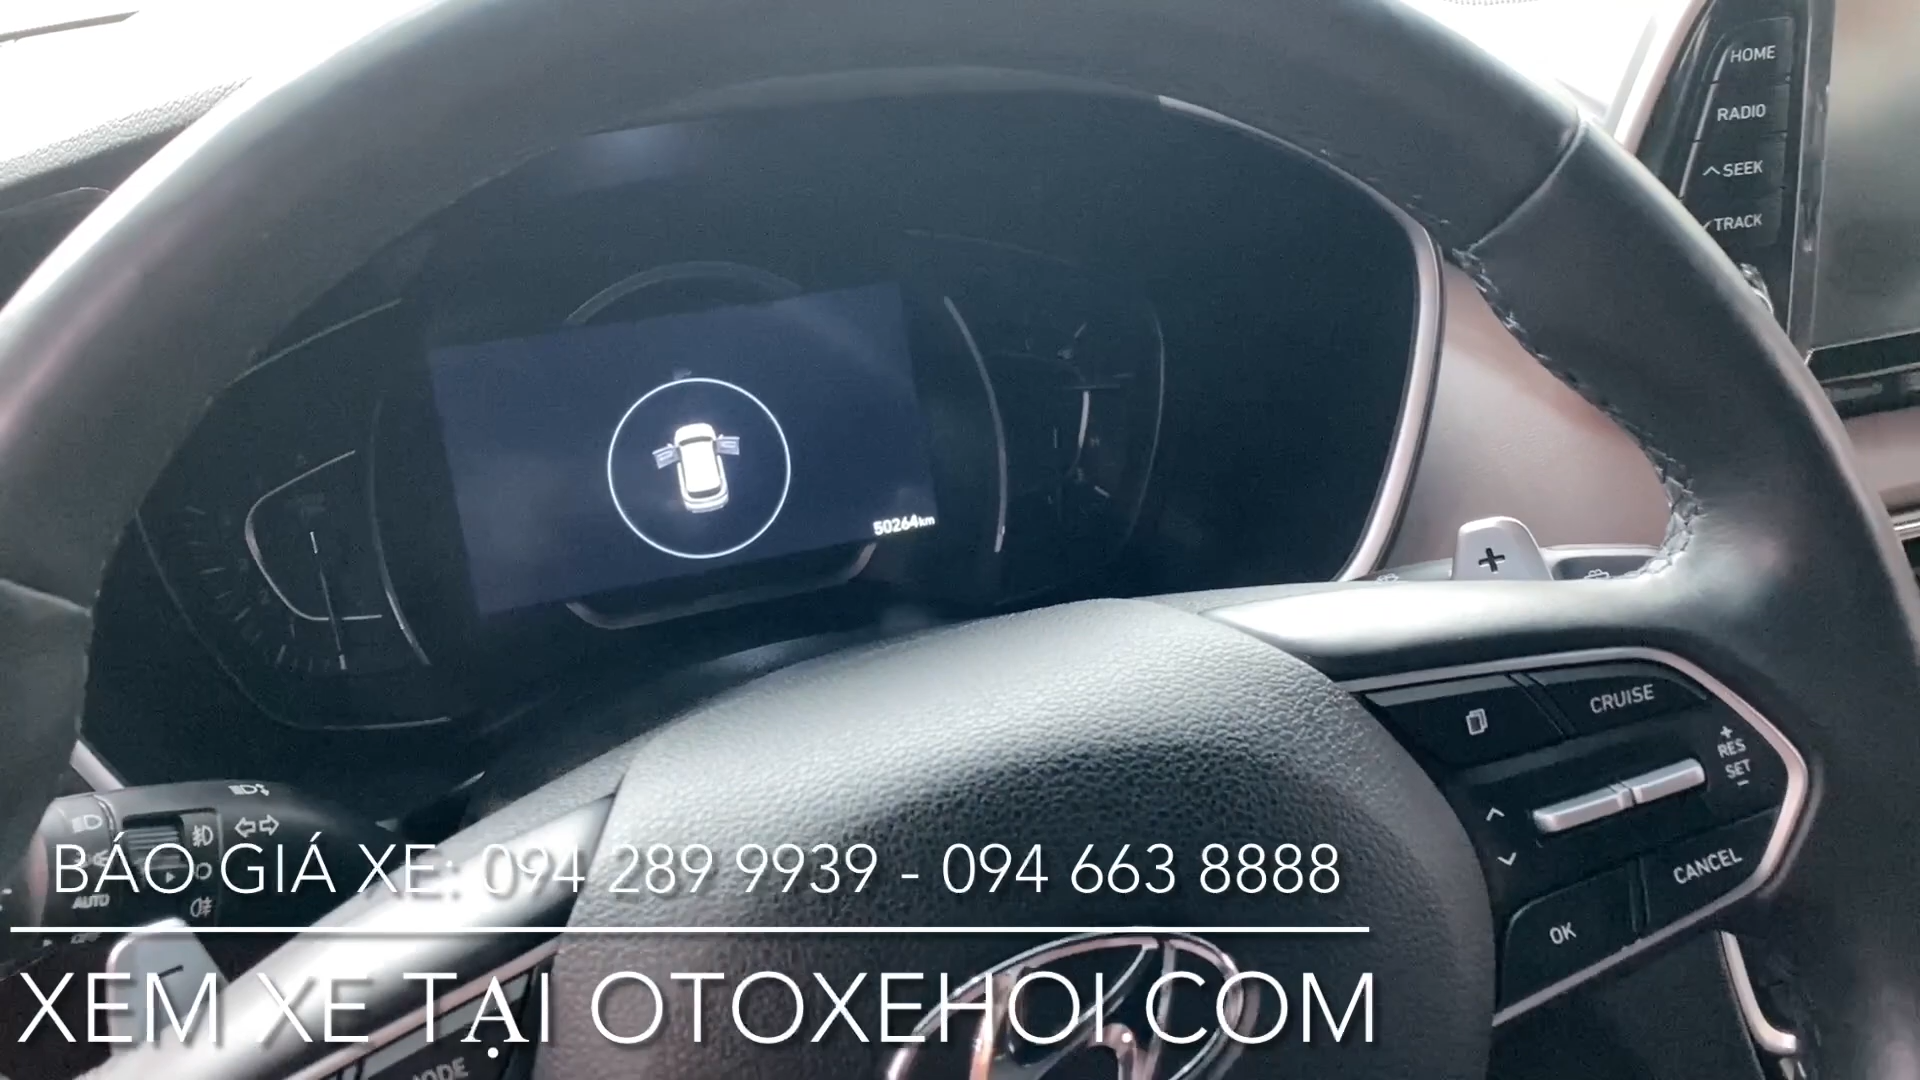 HOME
RADIO
SEEK
TRACK
50264km
+
CRUISE
+
RES
SET
−
CANCEL
OK
AUTO
BÁO GIÁ XE: 094 289 9939 - 094 663 8888
XEM XE TẠI OTOXEHOI.COM